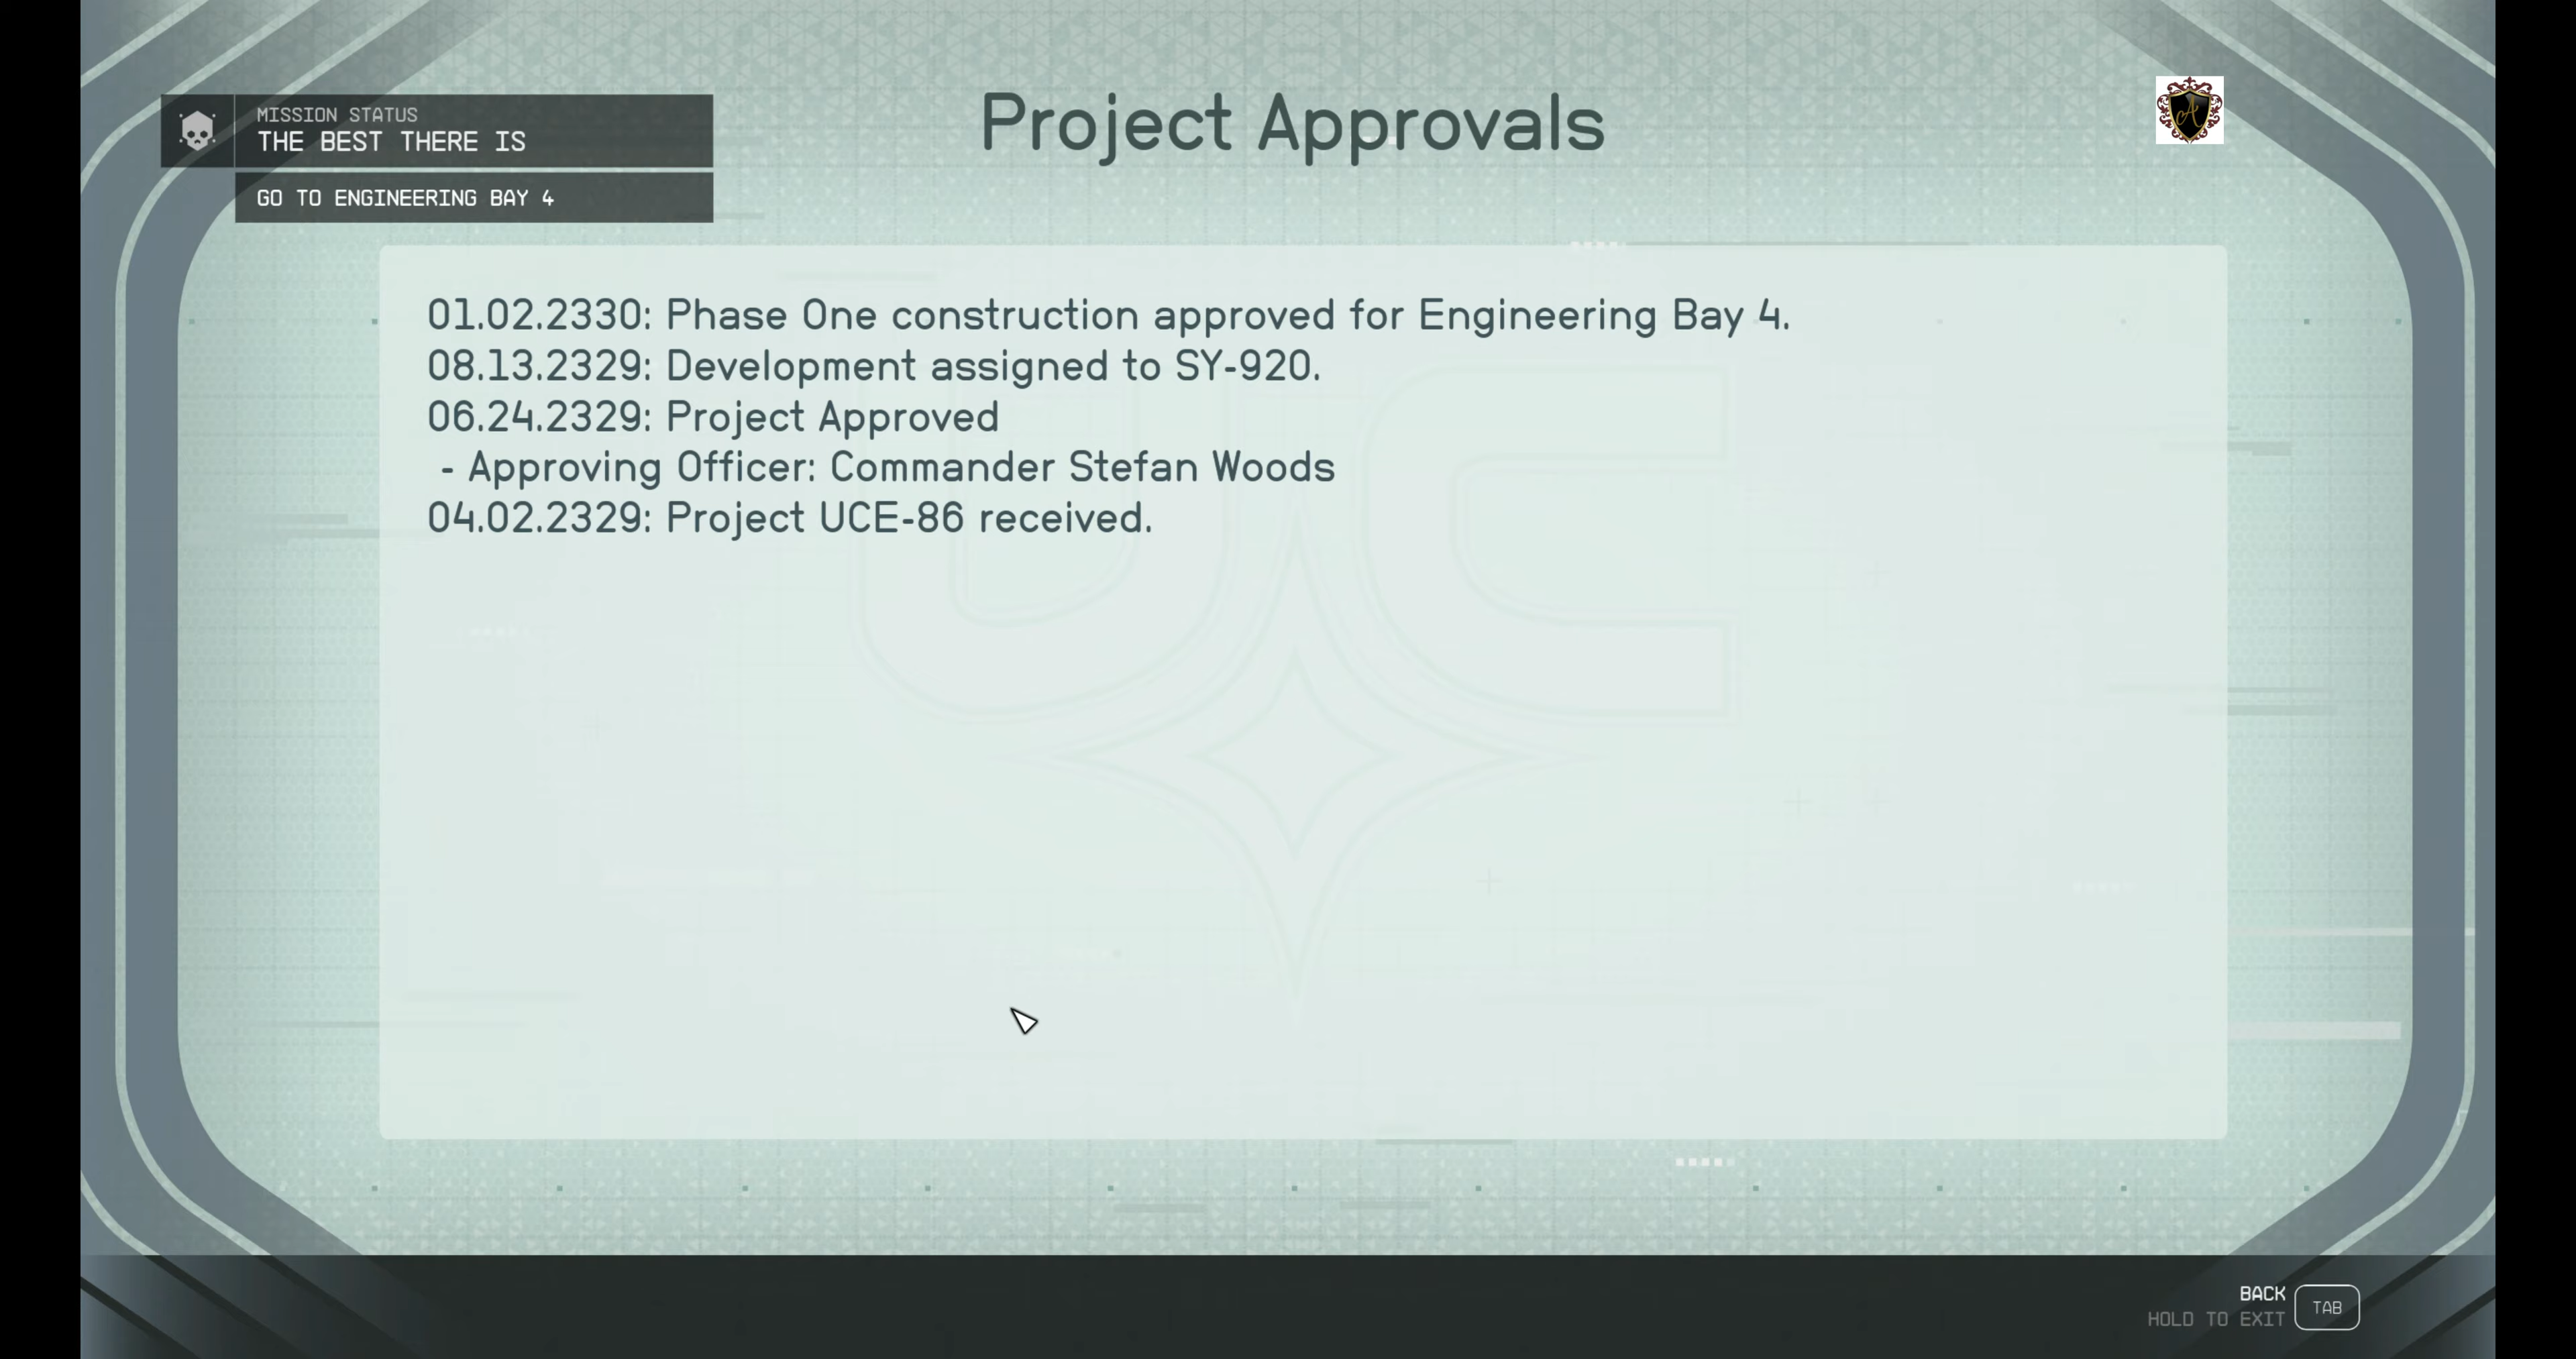 MISSION STATUS
THE BEST THERE IS
GO TO ENGINEERING BAY 4
Project Approvals
01.02.2330: Phase One construction approved for Engineering Bay 4.
08.13.2329: Development assigned to SY-920.
06.24.2329: Project Approved
- Approving Officer: Commander Stefan Woods
04.02.2329: Project UCE-86 received.
UC
A
BACK
HOLD TO EXIT
TAB